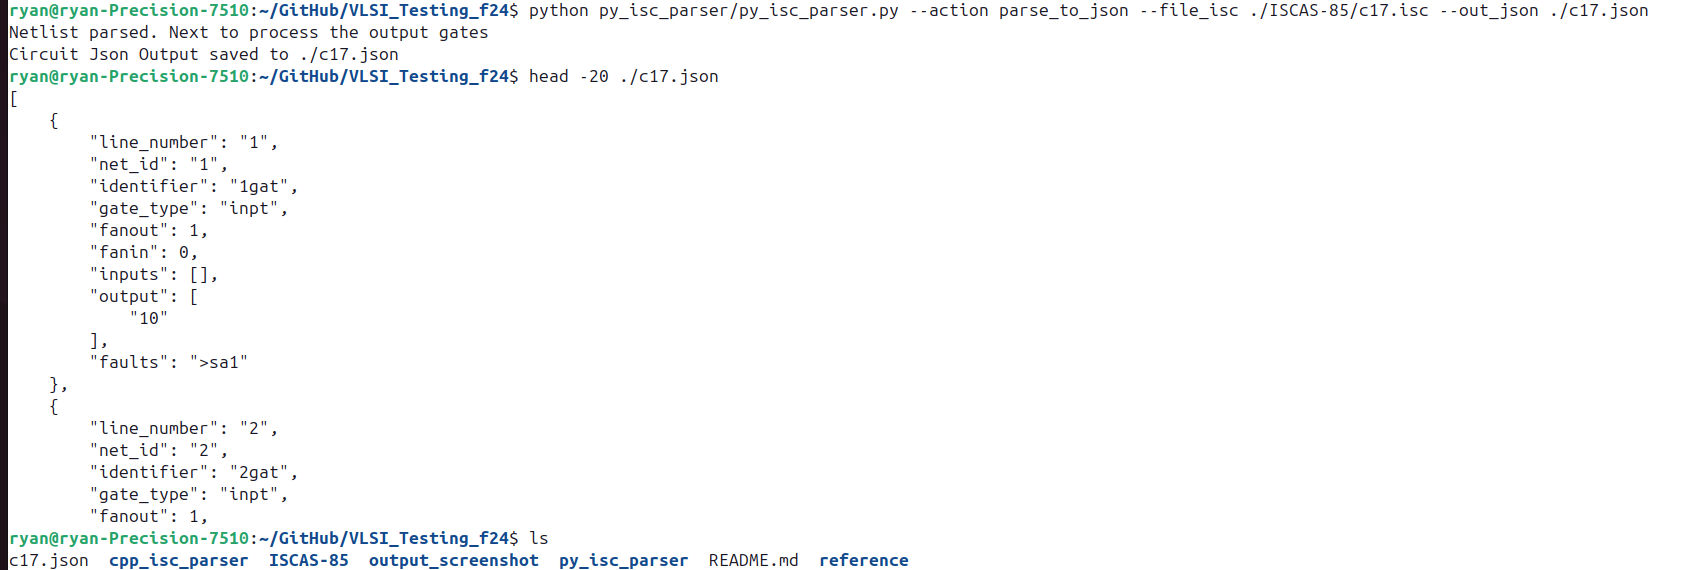 ryan@ryan-Precision-7510:~/GitHub/VLSI_Testing_f24$ python py_isc_parser/py_isc_parser.py --action parse_to_json --file_isc ./ISCAS-85/c17.isc --out_json ./c17.json
Netlist parsed. Next to process the output gates
Circuit Json Output saved to ./c17.json
ryan@ryan-Precision-7510:~/GitHub/VLSI_Testing_f24$ head -20 ./c17.json
[
    {
        "line_number": "1",
        "net_id": "1",
        "identifier": "1gat",
        "gate_type": "inpt",
        "fanout": 1,
        "fanin": 0,
        "inputs": [],
        "output": [
            "10"
        ],
        "faults": ">sa1"
    },
    {
        "line_number": "2",
        "net_id": "2",
        "identifier": "2gat",
        "gate_type": "inpt",
        "fanout": 1,
ryan@ryan-Precision-7510:~/GitHub/VLSI_Testing_f24$ ls
c17.json  cpp_isc_parser  ISCAS-85  output_screenshot  py_isc_parser  README.md  reference